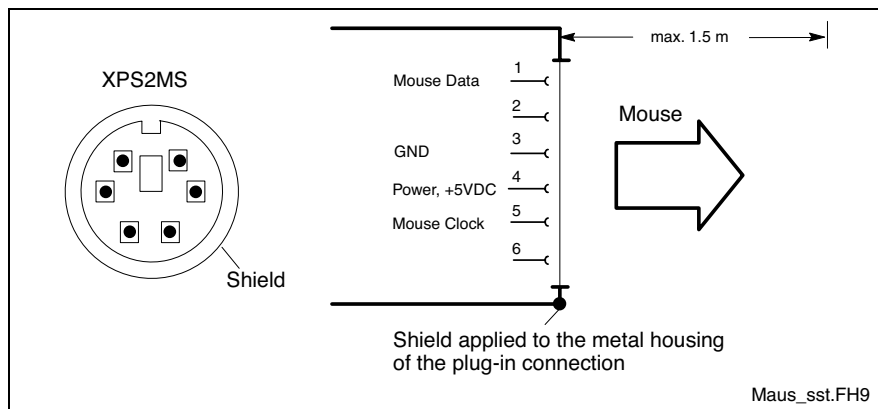 XPS2MS
Shield
max. 1.5 m
1
Mouse Data
2
3
GND
4
Power, +5VDC
5
Mouse Clock
6
Mouse
Shield applied to the metal housing
of the plug-in connection
Maus_sst.FH9